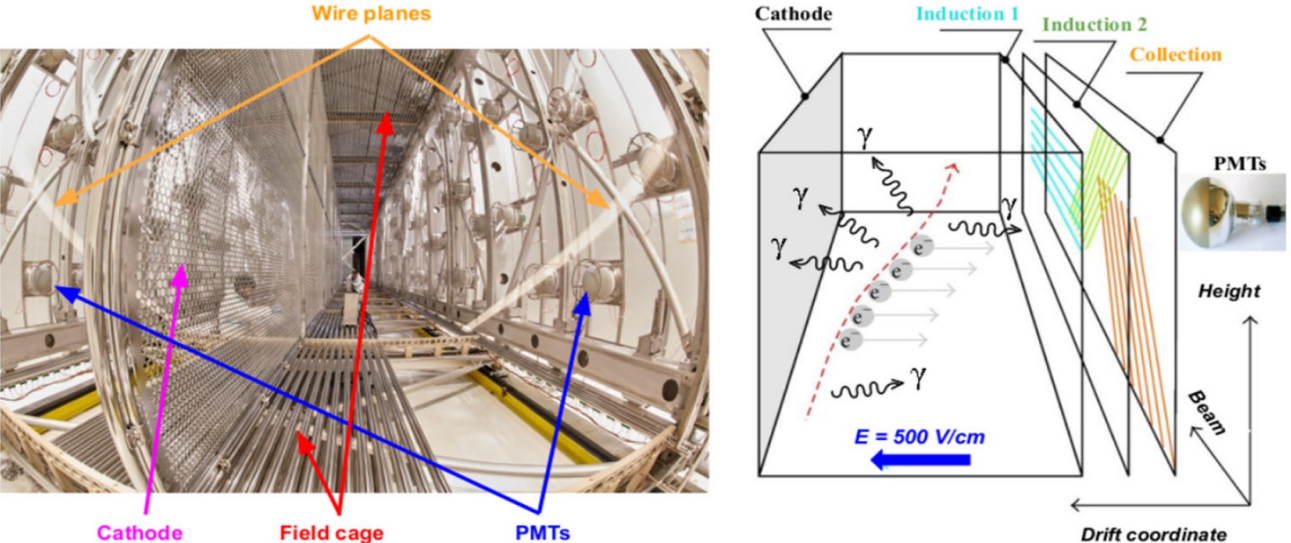 Wire planes
Cathode
Field cage
PMTs
Cathode
Induction 1
Induction 2
Collection
PMTs
γ
γ
γ
γ
γ
e⁻
e⁻
e⁻
e⁻
e⁻
Height
Beam
E = 500 V/cm
Drift coordinate